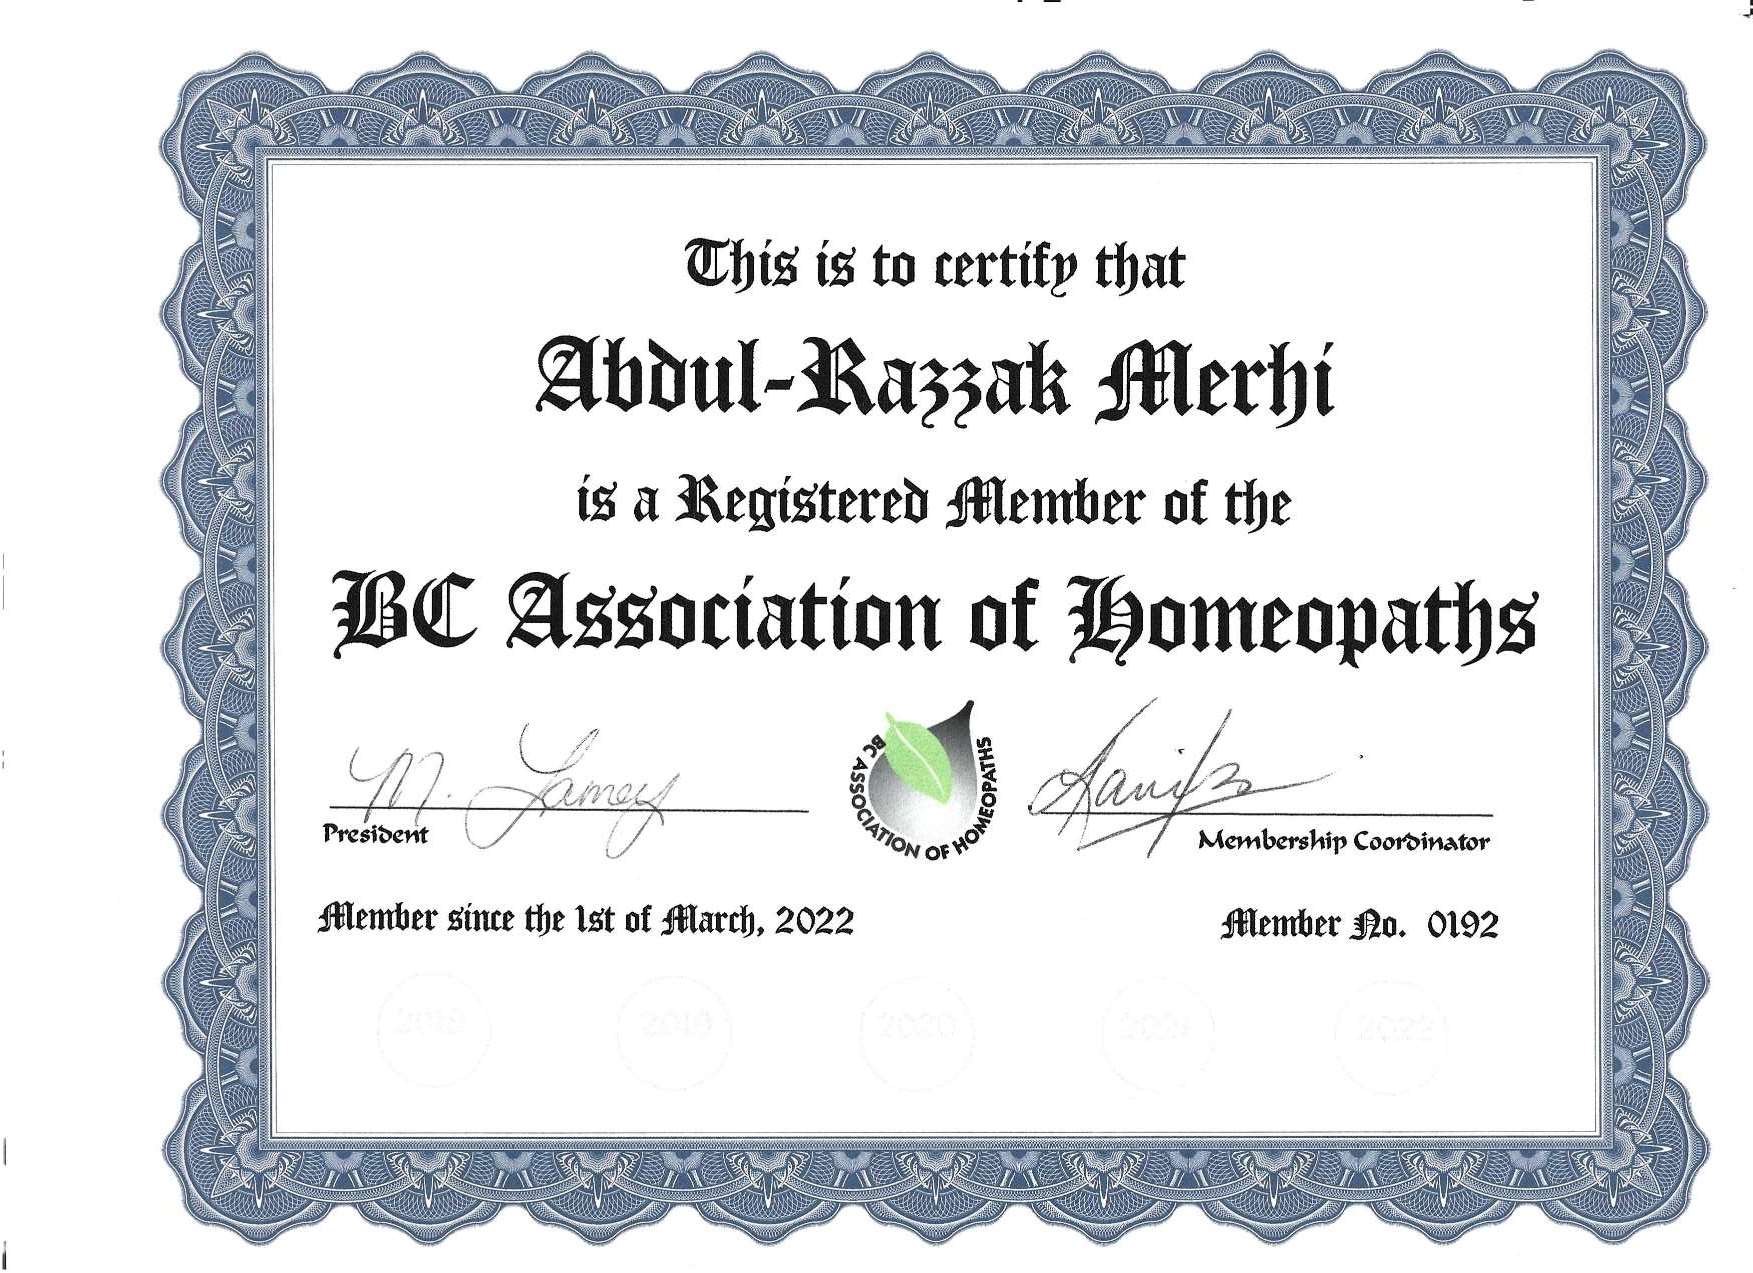 This is to certify that
Abdul-Razzak Merhi
is a Registered Member of the
BC Association of Homeopaths
M. Lamey
BC ASSOCIATION OF HOMEOPATHS
President
Membership Coordinator
Member since the 1st of March, 2022
Member No. 0192
2019 2020 2021 2022